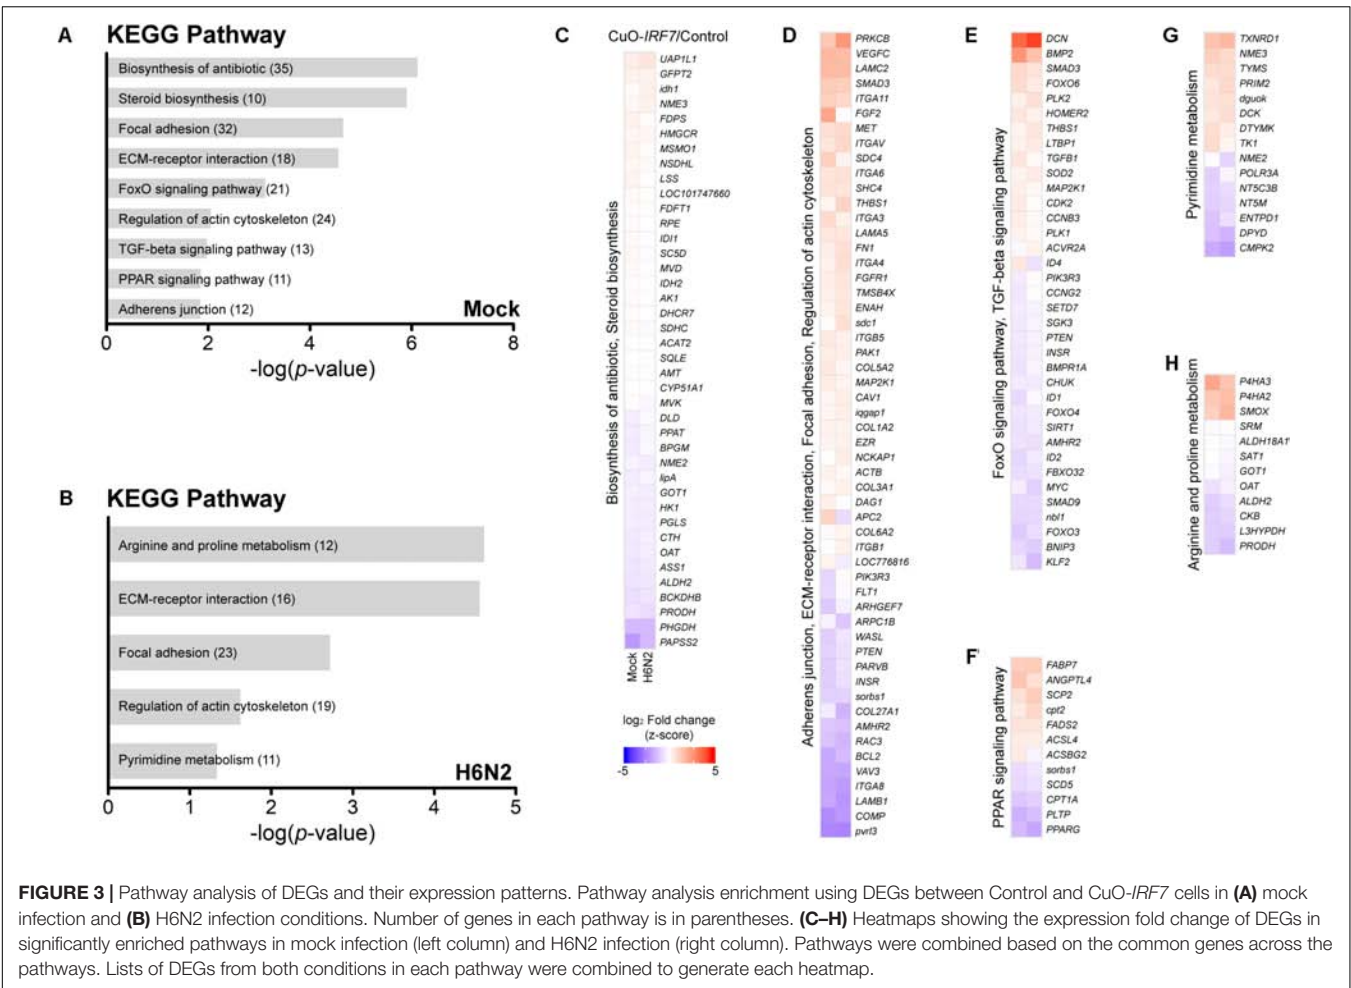 A
KEGG Pathway
Biosynthesis of antibiotic (35)
Steroid biosynthesis (10)
Focal adhesion (32)
ECM-receptor interaction (18)
FoxO signaling pathway (21)
Regulation of actin cytoskeleton (24)
TGF-beta signaling pathway (13)
PPAR signaling pathway (11)
Adherens junction (12)
Mock
0 2 4 6 8
-log(p-value)
B
KEGG Pathway
Arginine and proline metabolism (12)
ECM-receptor interaction (16)
Focal adhesion (23)
Regulation of actin cytoskeleton (19)
Pyrimidine metabolism (11)
H6N2
0 1 2 3 4 5
-log(p-value)
C
CuO-IRF7/Control
Biosynthesis of antibiotic, Steroid biosynthesis
UAP1L1
GFPT2
idh1
NME3
FDPS
HMGCR
MSMO1
NSDHL
LSS
LOC101747660
FDFT1
RPE
IDI1
SC5D
MVD
IDH2
AK1
DHCR7
SDHC
ACAT2
SQLE
AMT
CYP51A1
MVK
DLD
PPAT
BPGM
NME2
lipA
GOT1
HK1
PGLS
CTH
OAT
ASS1
ALDH2
BCKDHB
PRODH
PHGDH
PAPSS2
Mock
H6N2
log₂ Fold change
(z-score)
-5 5
D
Adherens junction, ECM-receptor interaction, Focal adhesion, Regulation of actin cytoskeleton
PRKCB
VEGFC
LAMC2
SMAD3
ITGA11
FGF2
MET
ITGAV
SDC4
ITGA6
SHC4
THBS1
ITGA3
LAMA5
FN1
ITGA4
FGFR1
TMSB4X
ENAH
sdc1
ITGB5
PAK1
COL5A2
MAP2K1
CAV1
iqgap1
COL1A2
EZR
NCKAP1
ACTB
COL3A1
DAG1
APC2
COL6A2
ITGB1
LOC776816
PIK3R3
FLT1
ARHGEF7
ARPC1B
WASL
PTEN
PARVB
INSR
sorbs1
COL27A1
AMHR2
RAC3
BCL2
VAV3
ITGA8
LAMB1
COMP
pvrl3
E
FoxO signaling pathway, TGF-beta signaling pathway
DCN
BMP2
SMAD3
FOXO6
PLK2
HOMER2
THBS1
LTBP1
TGFB1
SOD2
MAP2K1
CDK2
CCNB3
PLK1
ACVR2A
ID4
PIK3R3
CCNG2
SETD7
SGK3
PTEN
INSR
BMPR1A
CHUK
ID1
FOXO4
SIRT1
AMHR2
ID2
FBXO32
MYC
SMAD9
nbl1
FOXO3
BNIP3
KLF2
F
PPAR signaling pathway
FABP7
ANGPTL4
SCP2
cpt2
FADS2
ACSL4
ACSBG2
sorbs1
SCD5
CPT1A
PLTP
PPARG
G
Pyrimidine metabolism
TXNRD1
NME3
TYMS
PRIM2
dguok
DCK
DTYMK
TK1
NME2
POLR3A
NT5C3B
NT5M
ENTPD1
DPYD
CMPK2
H
Arginine and proline metabolism
P4HA3
P4HA2
SMOX
SRM
ALDH18A1
SAT1
GOT1
OAT
ALDH2
CKB
L3HYPDH
PRODH
FIGURE 3 | Pathway analysis of DEGs and their expression patterns. Pathway analysis enrichment using DEGs between Control and CuO-IRF7 cells in (A) mock
infection and (B) H6N2 infection conditions. Number of genes in each pathway is in parentheses. (C–H) Heatmaps showing the expression fold change of DEGs in
significantly enriched pathways in mock infection (left column) and H6N2 infection (right column). Pathways were combined based on the common genes across the
pathways. Lists of DEGs from both conditions in each pathway were combined to generate each heatmap.